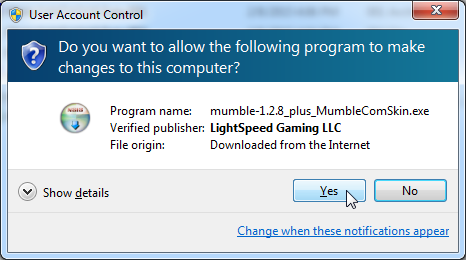 User Account Control
Do you want to allow the following program to make
changes to this computer?
Program name: mumble-1.2.8_plus_MumbleComSkin.exe
Verified publisher: LightSpeed Gaming LLC
File origin: Downloaded from the Internet
Show details Yes No
Change when these notifications appear